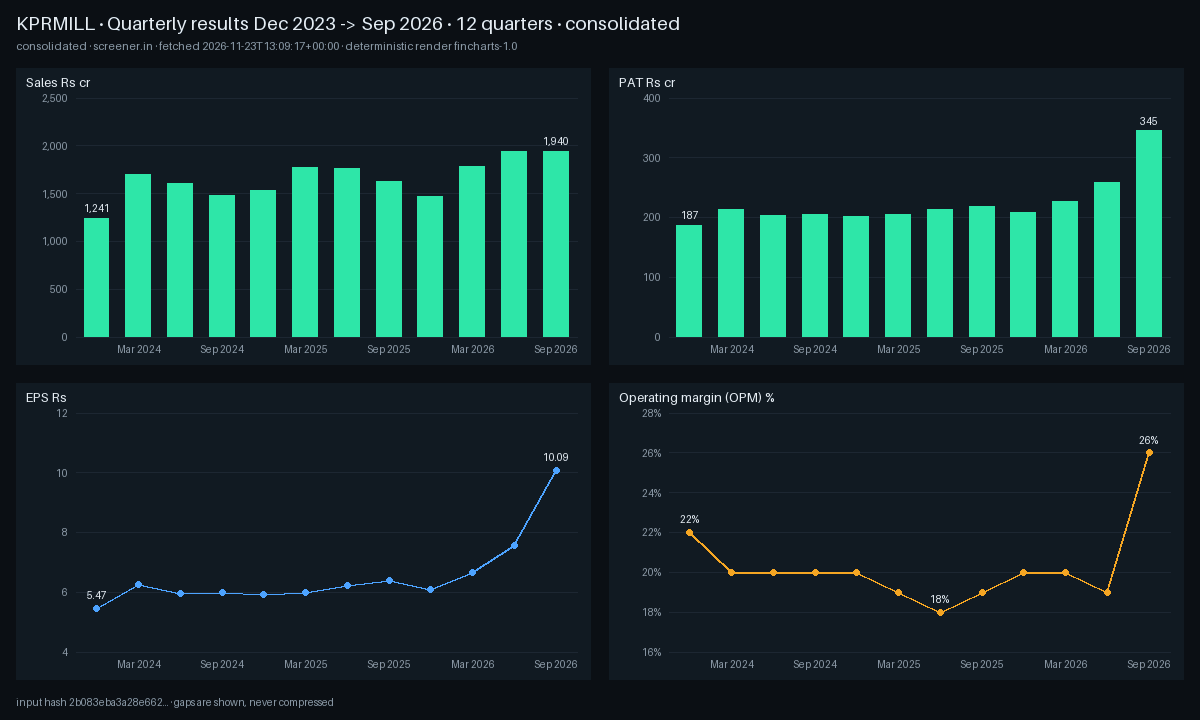 KPRMILL · Quarterly results Dec 2023 -> Sep 2026 · 12 quarters · consolidated
consolidated · screener.in · fetched 2026-11-23T13:09:17+00:00 · deterministic render fincharts-1.0
Sales Rs cr
2,500
2,000
1,500
1,000
500
0
1,241
1,940
Mar 2024
Sep 2024
Mar 2025
Sep 2025
Mar 2026
Sep 2026
PAT Rs cr
400
300
200
100
0
187
345
Mar 2024
Sep 2024
Mar 2025
Sep 2025
Mar 2026
Sep 2026
EPS Rs
12
10
8
6
4
5.47
10.09
Mar 2024
Sep 2024
Mar 2025
Sep 2025
Mar 2026
Sep 2026
Operating margin (OPM) %
28%
26%
24%
22%
20%
18%
16%
22%
18%
26%
Mar 2024
Sep 2024
Mar 2025
Sep 2025
Mar 2026
Sep 2026
input hash 2b083eba3a28e662… · gaps are shown, never compressed